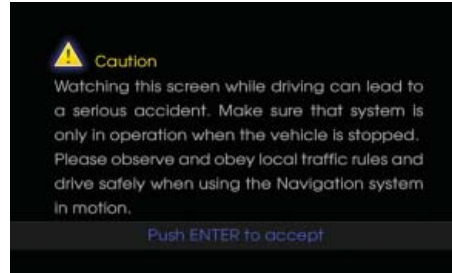 Caution
Watching this screen while driving can lead to
a serious accident. Make sure that system is
only in operation when the vehicle is stopped.
Please observe and obey local traffic rules and
drive safely when using the Navigation system
in motion.
Push ENTER to accept